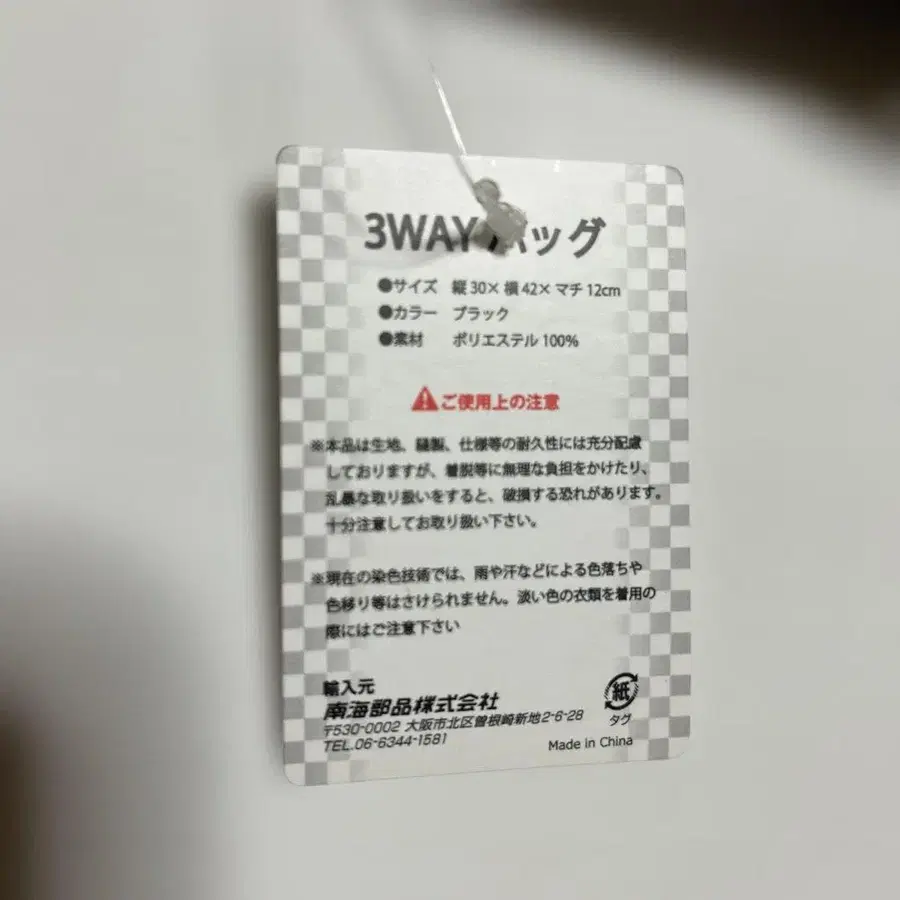 3WAY バッグ
●サイズ 縦30×横42×マチ12cm
●カラー ブラック
●素材 ポリエステル100%
ご使用上の注意
※本品は生地、縫製、仕様等の耐久性には充分配慮
しておりますが、着脱等に無理な負担をかけたり、
乱暴な取り扱いをすると、破損する恐れがあります。
十分注意してお取り扱い下さい。
※現在の染色技術では、雨や汗などによる色落ちや
色移り等はさけられません。淡い色の衣類を着用の
際にはご注意下さい
輸入元
南海部品株式会社
〒530-0002 大阪市北区曽根崎新地2-6-28
TEL.06-6344-1581
紙
タグ
Made in China